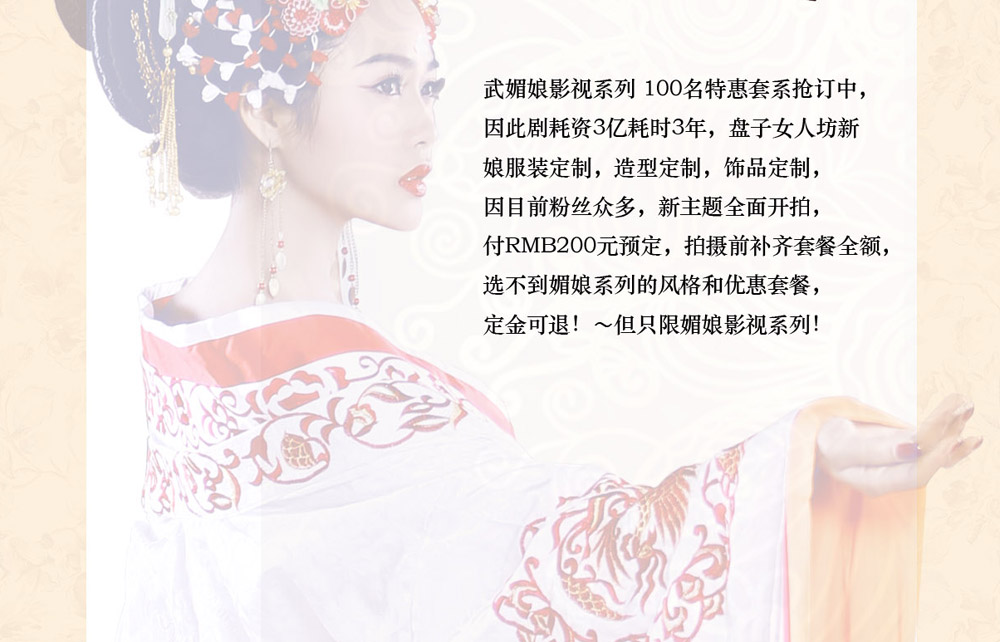 武媚娘影视系列 100名特惠套系抢订中，
因此剧耗资3亿耗时3年，盘子女人坊新
娘服装定制，造型定制，饰品定制，
因目前粉丝众多，新主题全面开拍，
付RMB200元预定，拍摄前补齐套餐全额，
选不到媚娘系列的风格和优惠套餐，
定金可退！～但只限媚娘影视系列！